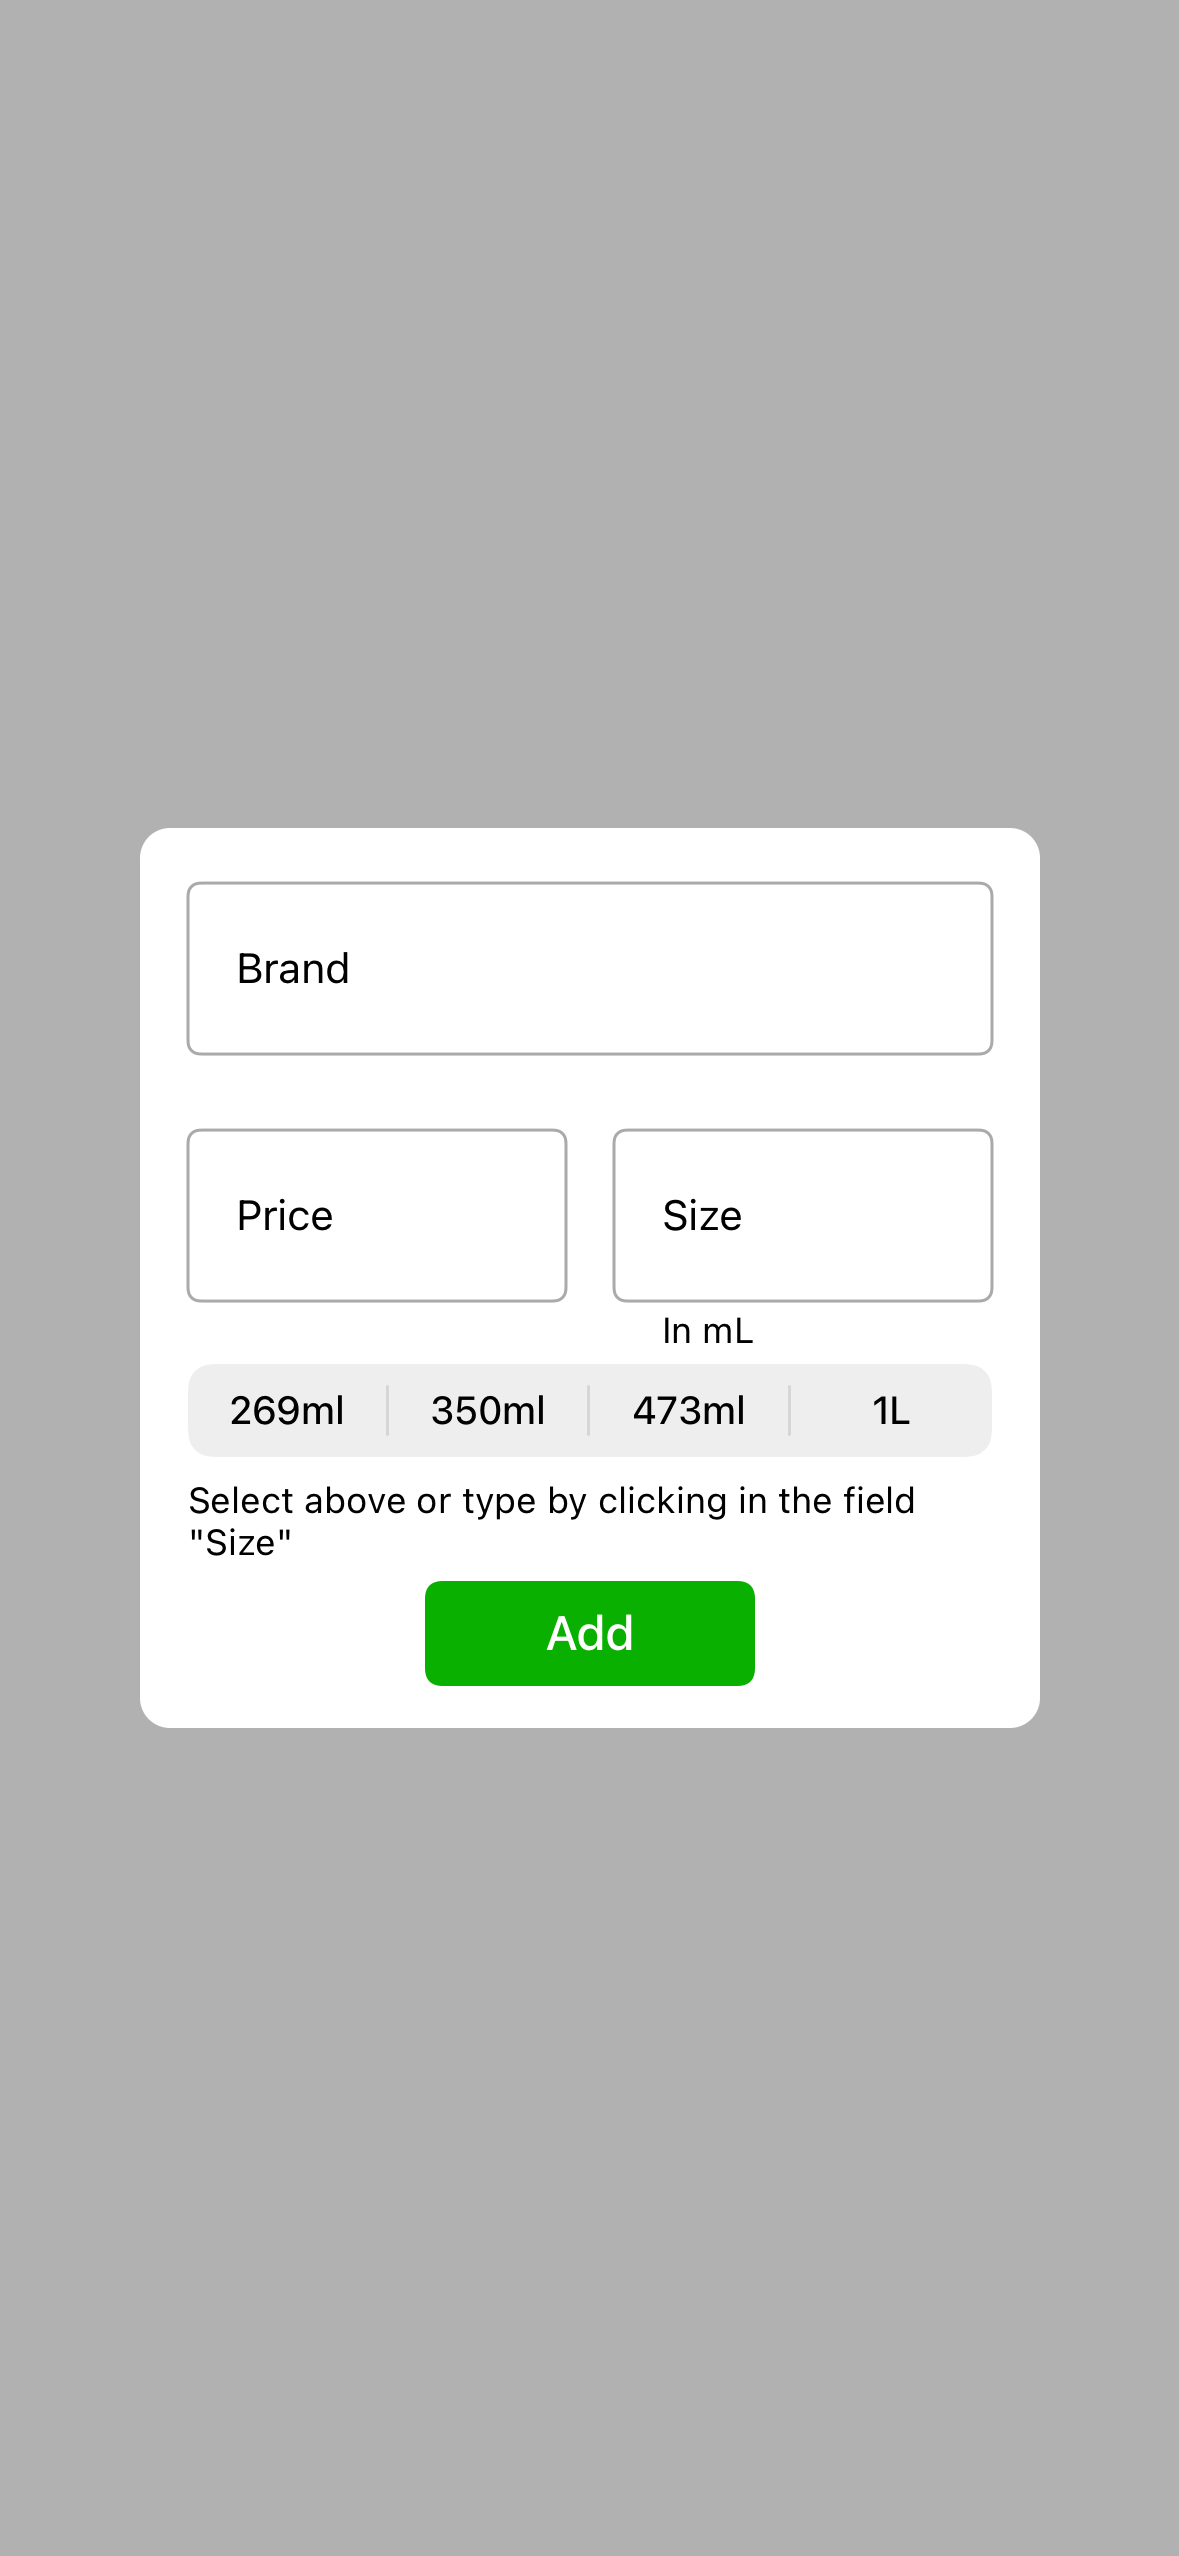 Brand
Price Size
In mL
269ml 350ml 473ml 1L
Select above or type by clicking in the field
"Size"
Add